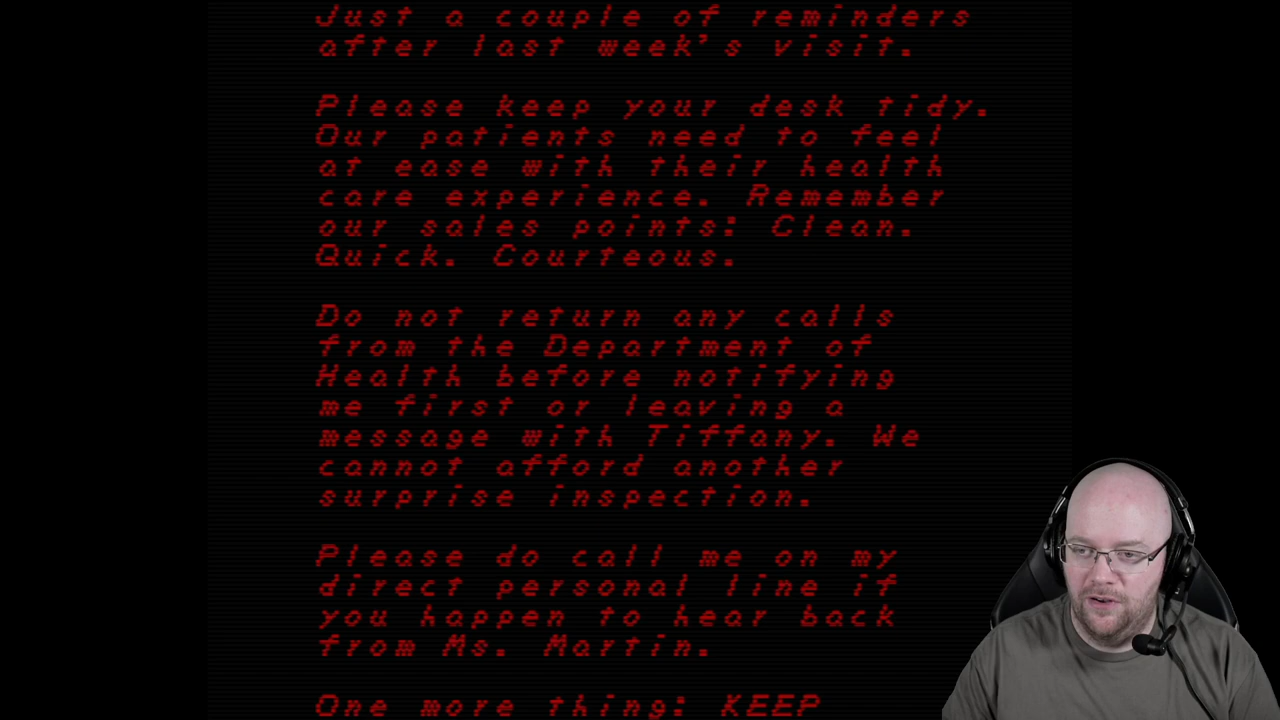 Just a couple of reminders
after last week's visit.
Please keep your desk tidy.
Our patients need to feel
at ease with their health
care experience. Remember
our sales points: Clean.
Quick. Courteous.
Do not return any calls
from the Department of
Health before notifying
me first or leaving a
message with Tiffany. We
cannot afford another
surprise inspection.
Please do call me on my
direct personal line if
you happen to hear back
from Ms. Martin.
One more thing: KEEP